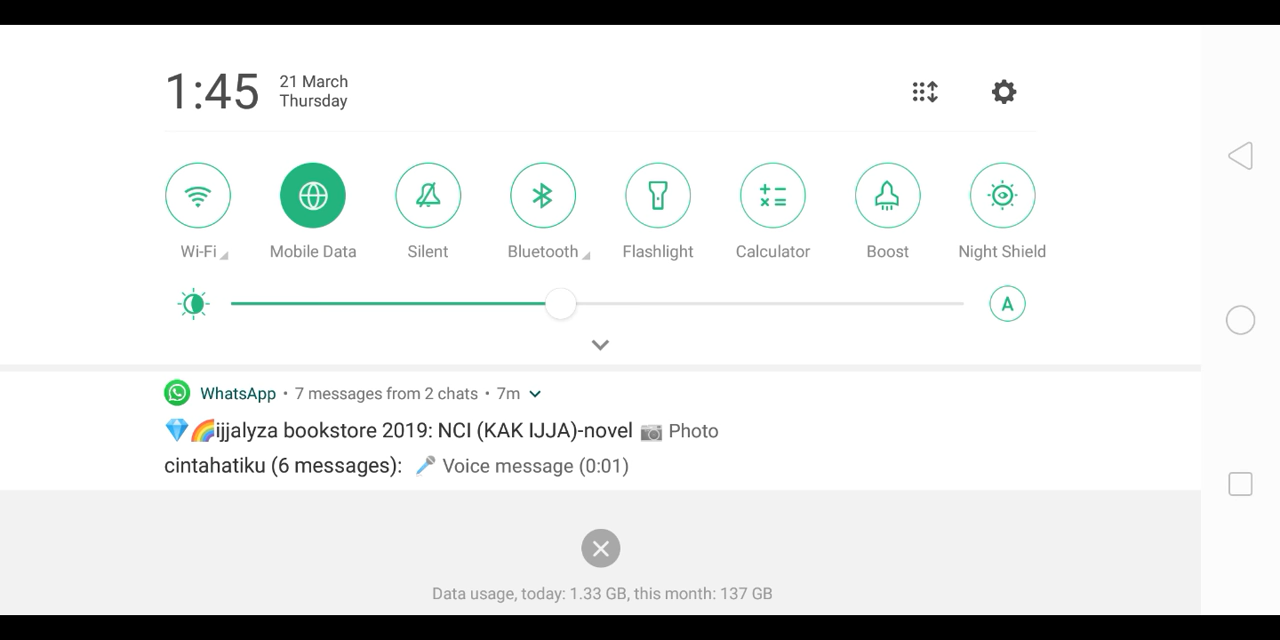 1:45
21 March
Thursday
Wi-Fi
Mobile Data
Silent
Bluetooth
Flashlight
Calculator
Boost
Night Shield
A
WhatsApp • 7 messages from 2 chats • 7m
💎🌈ijjalyza bookstore 2019: NCI (KAK IJJA)-novel 📷 Photo
cintahatiku (6 messages): 🎤 Voice message (0:01)
Data usage, today: 1.33 GB, this month: 137 GB